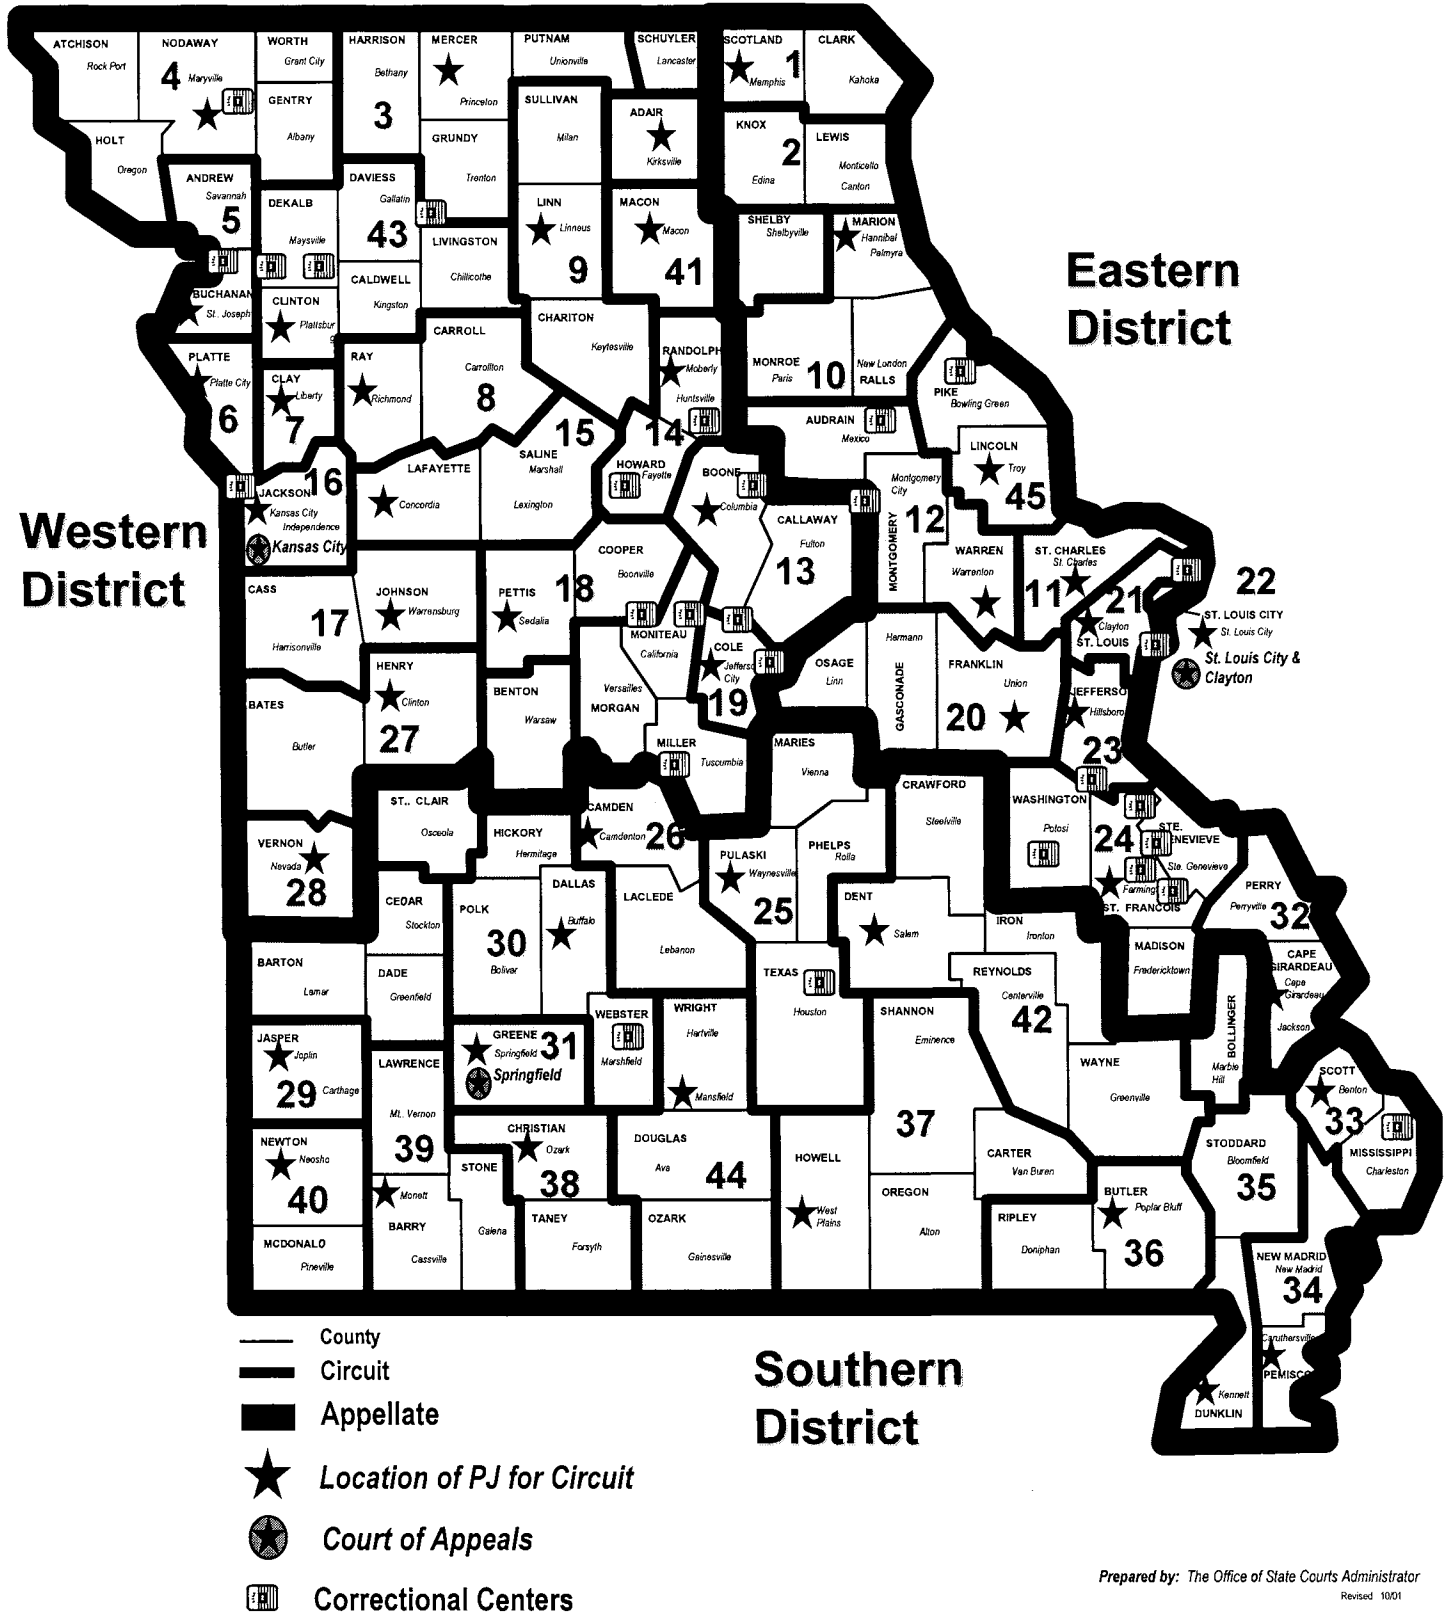 ATCHISON
Rock Port
NODAWAY
4
Maryville
WORTH
Grant City
HARRISON
Bethany
3
MERCER
Princeton
PUTNAM
Unionville
SCHUYLER
Lancaster
SCOTLAND
1
Memphis
CLARK
Kahoka
GENTRY
Albany
GRUNDY
Trenton
SULLIVAN
Milan
ADAIR
Kirksville
KNOX
2
Edina
LEWIS
Monticello
Canton
HOLT
Oregon
ANDREW
Savannah
5
DEKALB
Maysville
DAVIESS
Gallatin
43
LIVINGSTON
Chillicothe
LINN
Linneus
9
MACON
Macon
41
SHELBY
Shelbyville
MARION
Hannibal
Palmyra
Eastern
District
BUCHANAN
St.. Joseph
CLINTON
Plattsbur
g
CALDWELL
Kingston
CARROLL
Carrollton
8
CHARITON
Keytesville
RANDOLPH
Moberly
Huntsville
14
MONROE
Paris
10
New London
RALLS
PIKE
Bowling Green
PLATTE
Platte City
6
CLAY
Liberty
7
RAY
Richmond
15
SALINE
Marshall
Lexington
AUDRAIN
Mexico
LINCOLN
Troy
45
16
JACKSON
Kansas City
Independence
Kansas City
LAFAYETTE
Concordia
HOWARD
Fayette
BOONE
Columbia
CALLAWAY
Fulton
13
Montgomery
City
12
MONTGOMERY
WARREN
Warrenton
ST. CHARLES
St. Charles
11
21
22
Western
District
ST. LOUIS CITY
St. Louis City
St. Louis City &
Clayton
Clayton
ST. LOUIS
CASS
17
Harrisonville
JOHNSON
Warrensburg
PETTIS
Sedalia
18
COOPER
Boonville
MONITEAU
California
COLE
Jefferso
City
19
OSAGE
Linn
Hermann
GASCONADE
FRANKLIN
Union
20
JEFFERSO
Hillsboro
23
BATES
Butler
HENRY
Clinton
27
BENTON
Warsaw
Versailles
MORGAN
MILLER
Tuscumbia
MARIES
Vienna
VERNON
Nevada
28
ST.. CLAIR
Osceola
HICKORY
Hermitage
CAMDEN
Camdenton
26
PULASKI
Waynesville
25
PHELPS
Rolla
CRAWFORD
Steelville
WASHINGTON
Potosi
24
STE.
ENEVIEVE
Ste. Genevieve
Farming
ST. FRANCOIS
PERRY
Perryville
32
CEDAR
Stockton
POLK
30
Bolivar
DALLAS
Buffalo
LACLEDE
Lebanon
DENT
Salem
IRON
Ironton
MADISON
Fredericktown
CAPE
GIRARDEAU
Cape
Girardeau
Jackson
BARTON
Lamar
DADE
Greenfield
TEXAS
Houston
REYNOLDS
Centerville
42
BOLLINGER
Marble
Hill
JASPER
Joplin
29
Carthage
LAWRENCE
Mt.. Vernon
39
GREENE
Springfield
31
Springfield
WEBSTER
Marshfield
WRIGHT
Hartville
Mansfield
SHANNON
Eminence
37
WAYNE
Greenville
SCOTT
Benton
33
MISSISSIPPI
Charleston
NEWTON
Neosho
40
CHRISTIAN
Ozark
38
DOUGLAS
Ava
44
HOWELL
West
Plains
CARTER
Van Buren
STODDARD
Bloomfield
35
Monett
BARRY
Cassville
STONE
Galena
TANEY
Forsyth
OZARK
Gainesville
OREGON
Alton
RIPLEY
Doniphan
BUTLER
Poplar Bluff
36
MCDONALD
Pineville
NEW MADRID
New Madrid
34
Caruthersville
PEMISCO
Kennett
DUNKLIN
County
Circuit
Appellate
Location of PJ for Circuit
Court of Appeals
Correctional Centers
Southern
District
Prepared by: The Office of State Courts Administrator
Revised 10/01